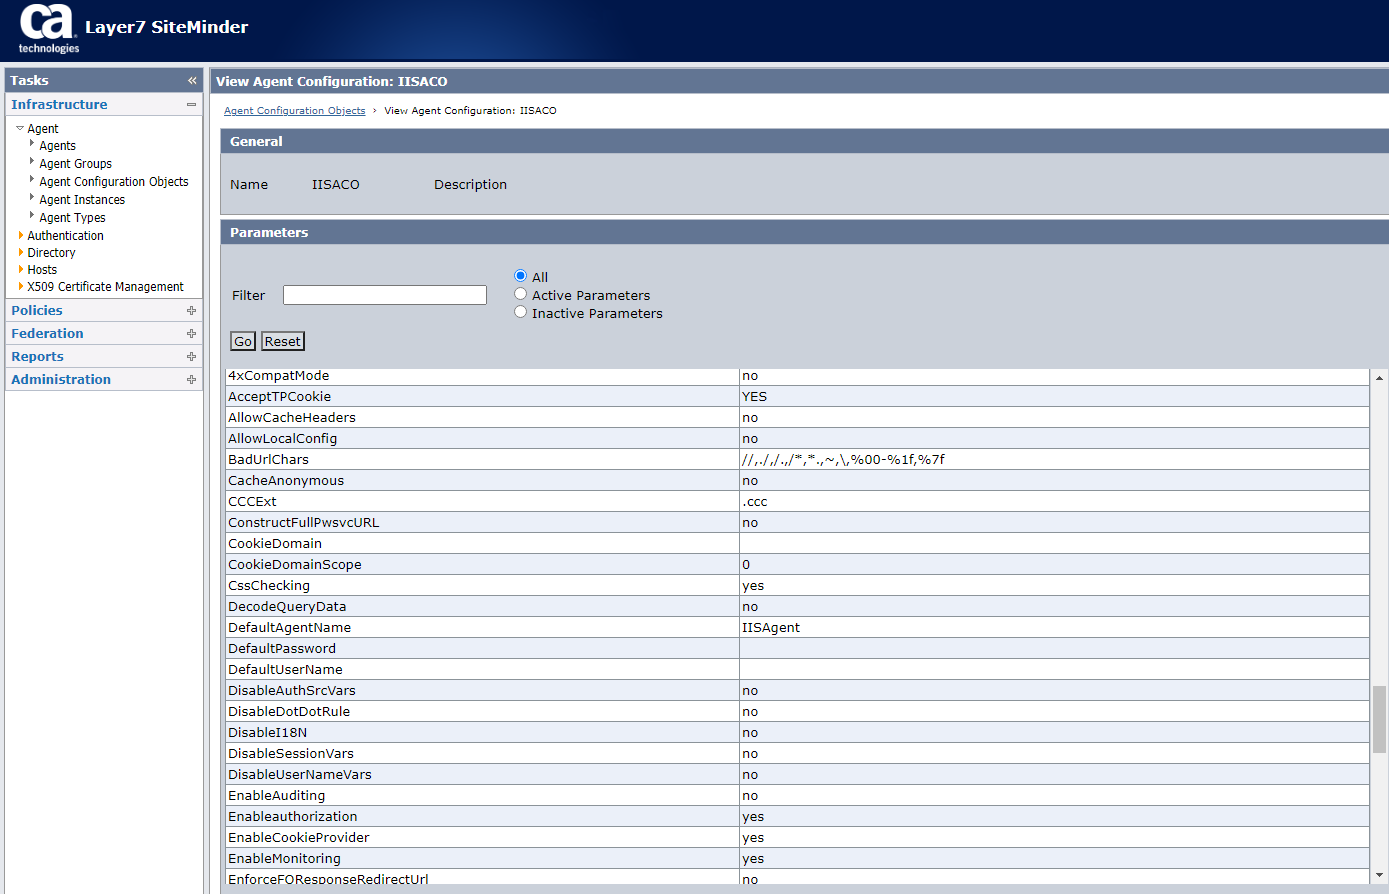 ca
technologies
Layer7 SiteMinder
Tasks «
Infrastructure
Agent
Agents
Agent Groups
Agent Configuration Objects
Agent Instances
Agent Types
Authentication
Directory
Hosts
X509 Certificate Management
Policies
Federation
Reports
Administration
View Agent Configuration: IISACO
Agent Configuration Objects › View Agent Configuration: IISACO
General
Name IISACO Description
Parameters
Filter
All
Active Parameters
Inactive Parameters
Go Reset
4xCompatMode no
AcceptTPCookie YES
AllowCacheHeaders no
AllowLocalConfig no
BadUrlChars //,./,/.,/*,*.,~,\,%00-%1f,%7f
CacheAnonymous no
CCCExt .ccc
ConstructFullPwsvcURL no
CookieDomain
CookieDomainScope 0
CssChecking yes
DecodeQueryData no
DefaultAgentName IISAgent
DefaultPassword
DefaultUserName
DisableAuthSrcVars no
DisableDotDotRule no
DisableI18N no
DisableSessionVars no
DisableUserNameVars no
EnableAuditing no
Enableauthorization yes
EnableCookieProvider yes
EnableMonitoring yes
EnforceFOResponseRedirectUrl no